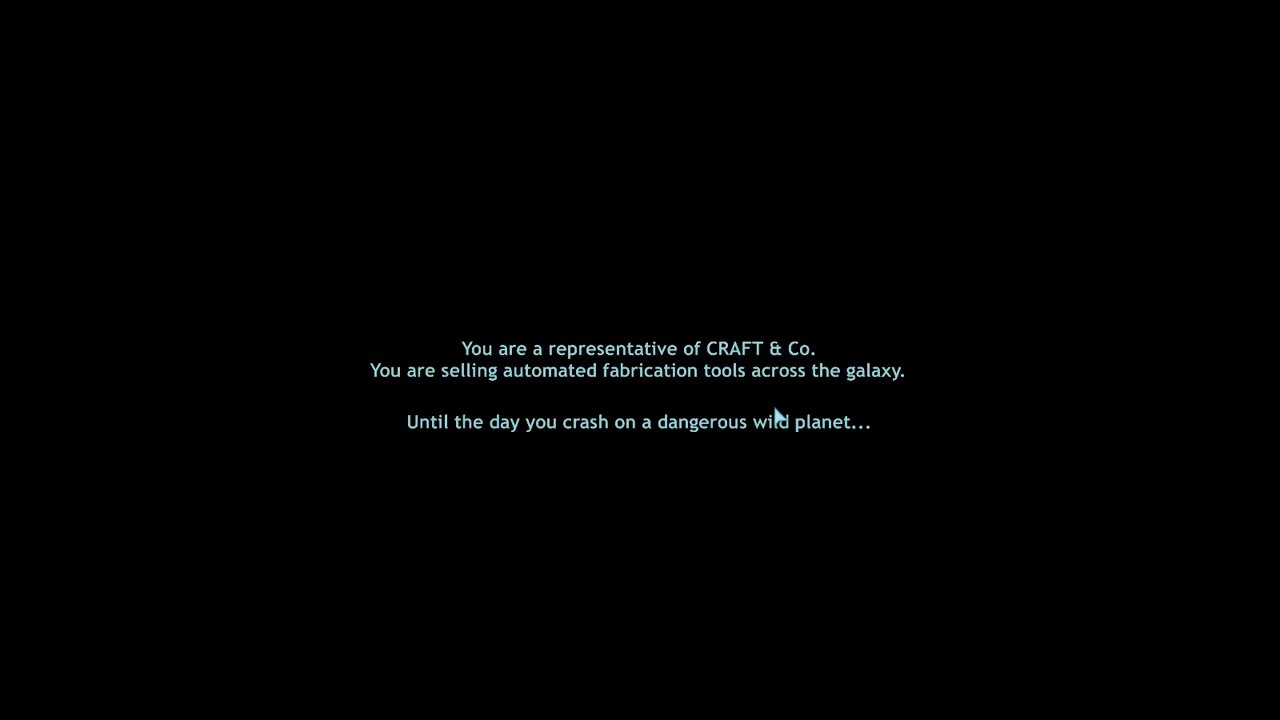 You are a representative of CRAFT & Co.
You are selling automated fabrication tools across the galaxy.
Until the day you crash on a dangerous wild planet...